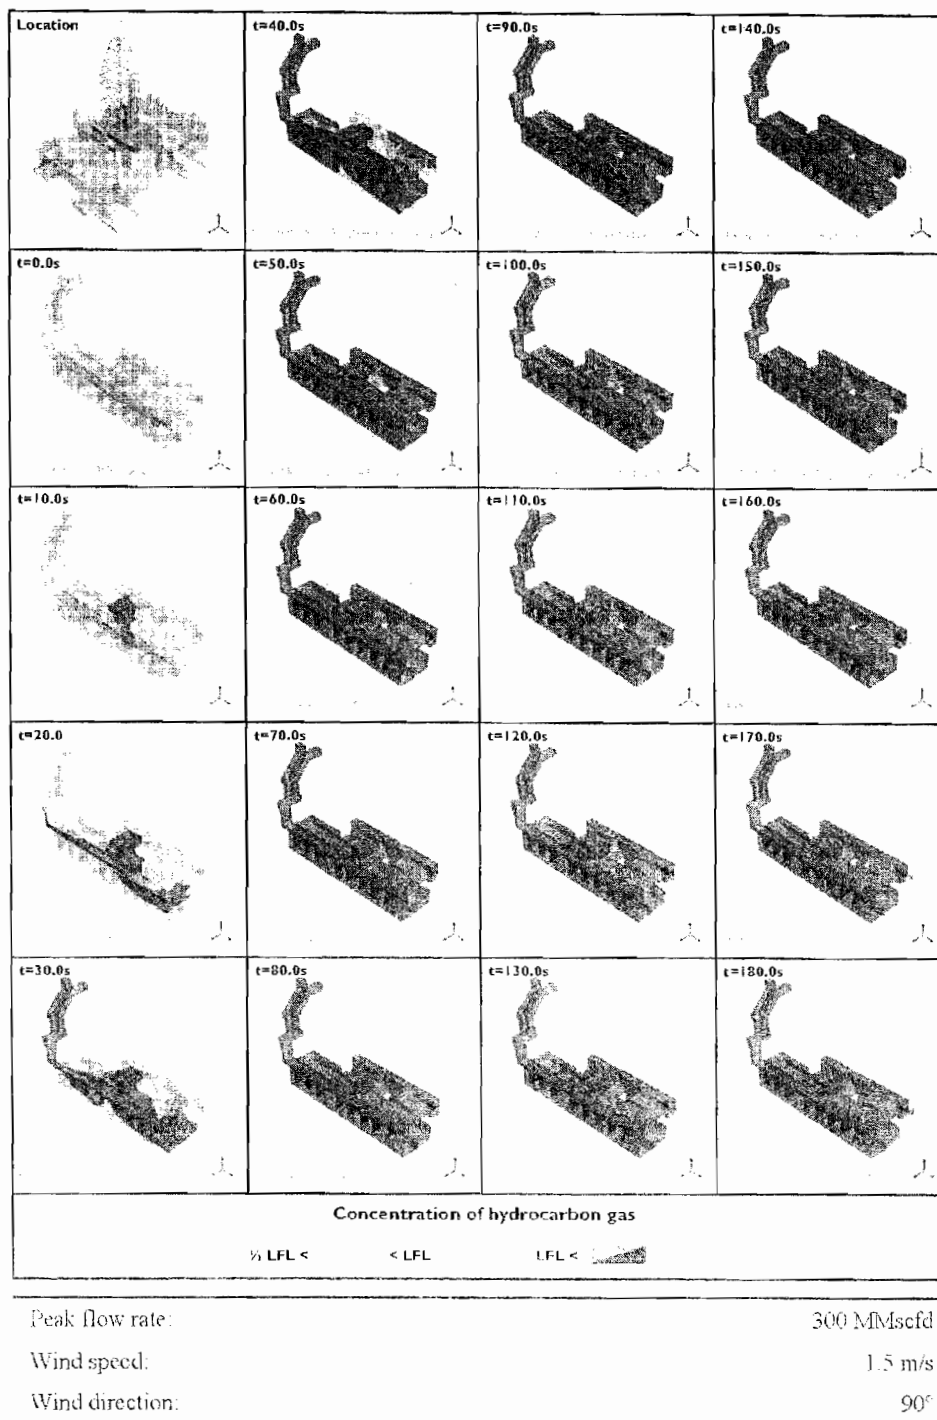 Location
t=40.0s
t=90.0s
t=140.0s
t=0.0s
t=50.0s
t=100.0s
t=150.0s
t=10.0s
t=60.0s
t=110.0s
t=160.0s
t=20.0
t=70.0s
t=120.0s
t=170.0s
t=30.0s
t=80.0s
t=130.0s
t=180.0s
Concentration of hydrocarbon gas
½ LFL < < LFL LFL <
Peak flow rate: 300 MMscfd
Wind speed: 1.5 m/s
Wind direction: 90°